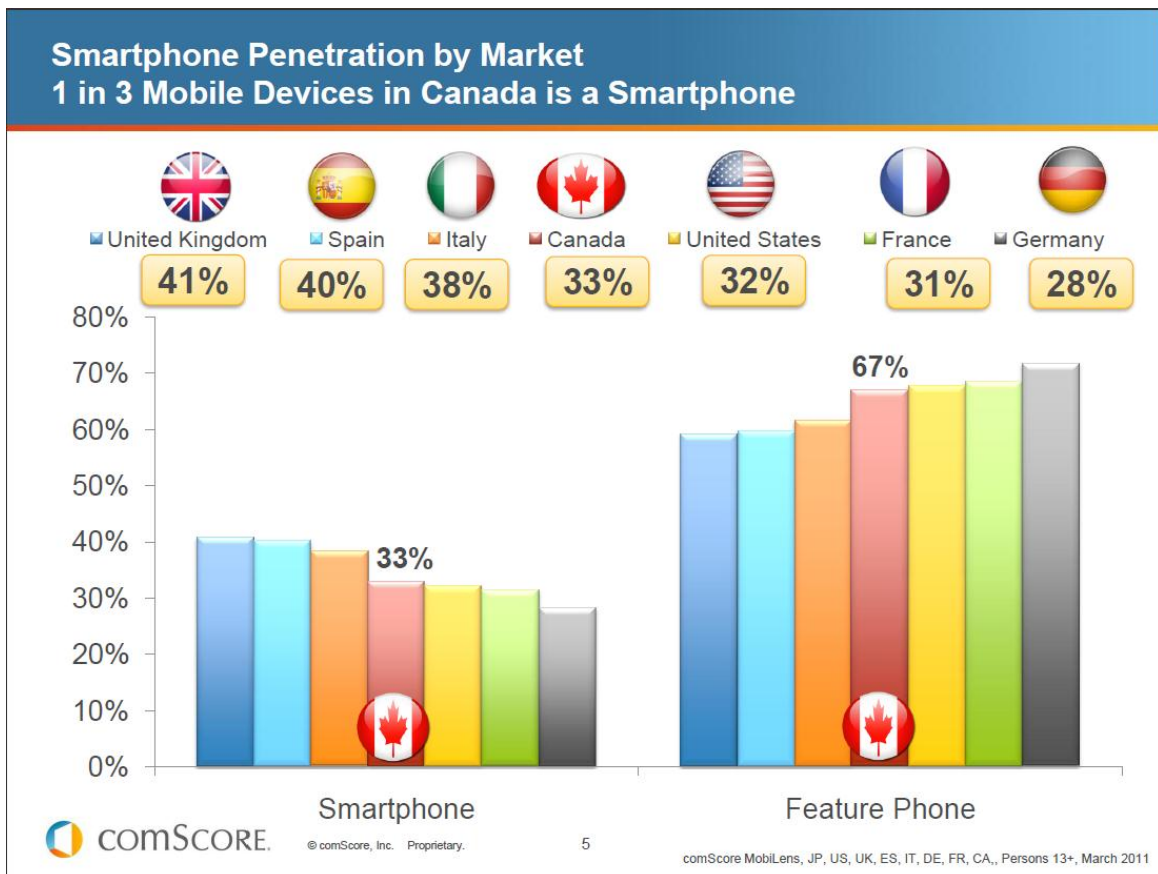 Smartphone Penetration by Market
1 in 3 Mobile Devices in Canada is a Smartphone
United Kingdom Spain Italy Canada United States France Germany
41% 40% 38% 33% 32% 31% 28%
80%
70%
60%
50%
40%
30%
20%
10%
0%
33%
67%
Smartphone Feature Phone
comScore. © comScore, Inc. Proprietary. 5
comScore MobiLens, JP, US, UK, ES, IT, DE, FR, CA,, Persons 13+, March 2011